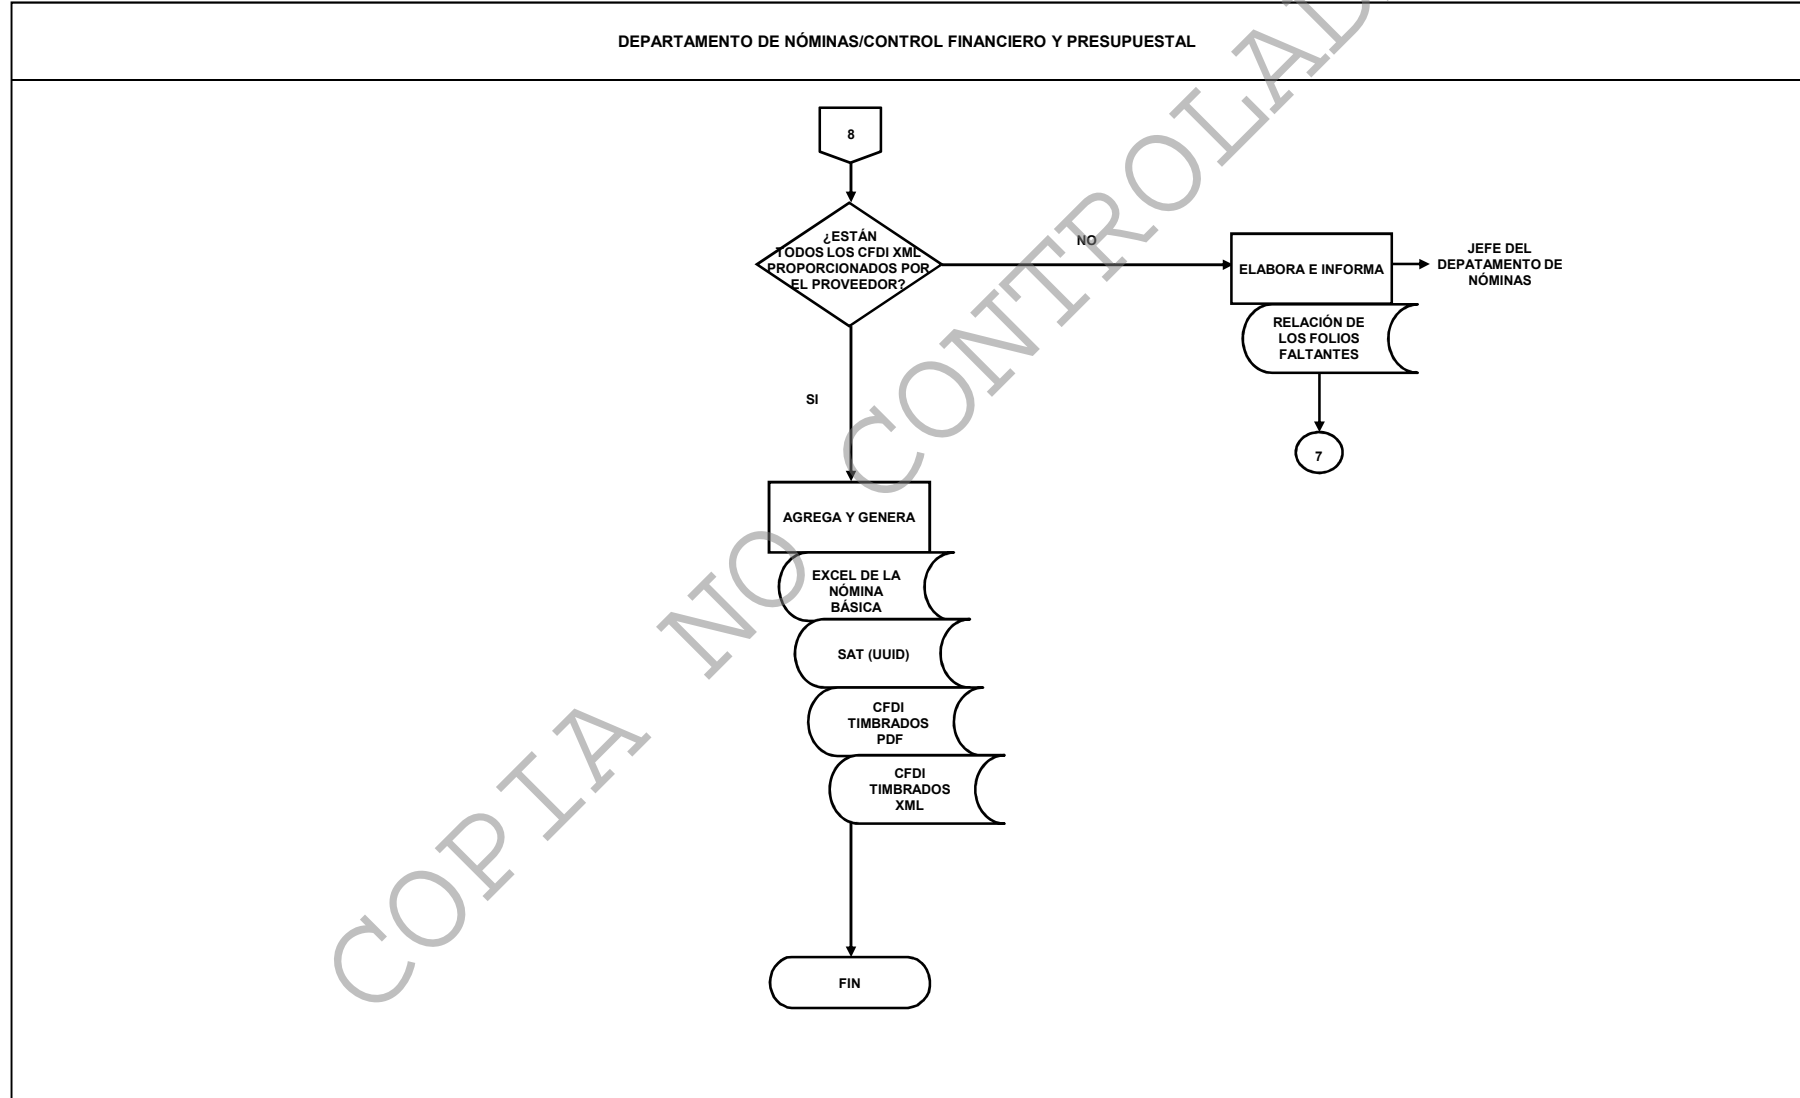 DEPARTAMENTO DE NÓMINAS/CONTROL FINANCIERO Y PRESUPUESTAL
8
¿ESTÁN
TODOS LOS CFDI XML
PROPORCIONADOS POR
EL PROVEEDOR?
NO
ELABORA E INFORMA
JEFE DEL
DEPATAMENTO DE
NÓMINAS
RELACIÓN DE
LOS FOLIOS
FALTANTES
7
SI
AGREGA Y GENERA
EXCEL DE LA
NÓMINA
BÁSICA
SAT (UUID)
CFDI
TIMBRADOS
PDF
CFDI
TIMBRADOS
XML
FIN
COPIA NO CONTROLAD